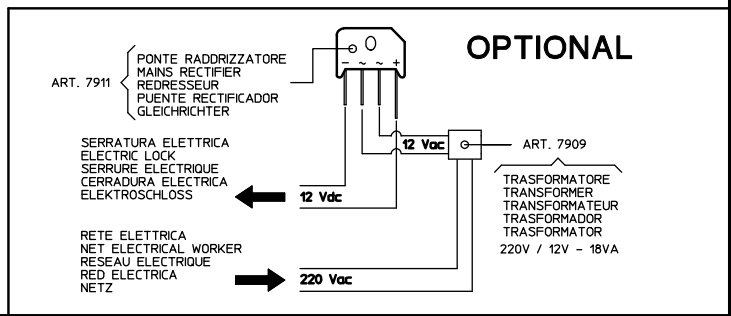 OPTIONAL
ART. 7911
PONTE RADDRIZZATORE
MAINS RECTIFIER
REDRESSEUR
PUENTE RECTIFICADOR
GLEICHRICHTER
- ~ ~ +
SERRATURA ELETTRICA
ELECTRIC LOCK
SERRURE ELECTRIQUE
CERRADURA ELECTRICA
ELEKTROSCHLOSS
12 Vdc
12 Vac
ART. 7909
TRASFORMATORE
TRANSFORMER
TRANSFORMATEUR
TRASFORMADOR
TRASFORMATOR
220V / 12V - 18VA
RETE ELETTRICA
NET ELECTRICAL WORKER
RESEAU ELECTRIQUE
RED ELECTRICA
NETZ
220 Vac